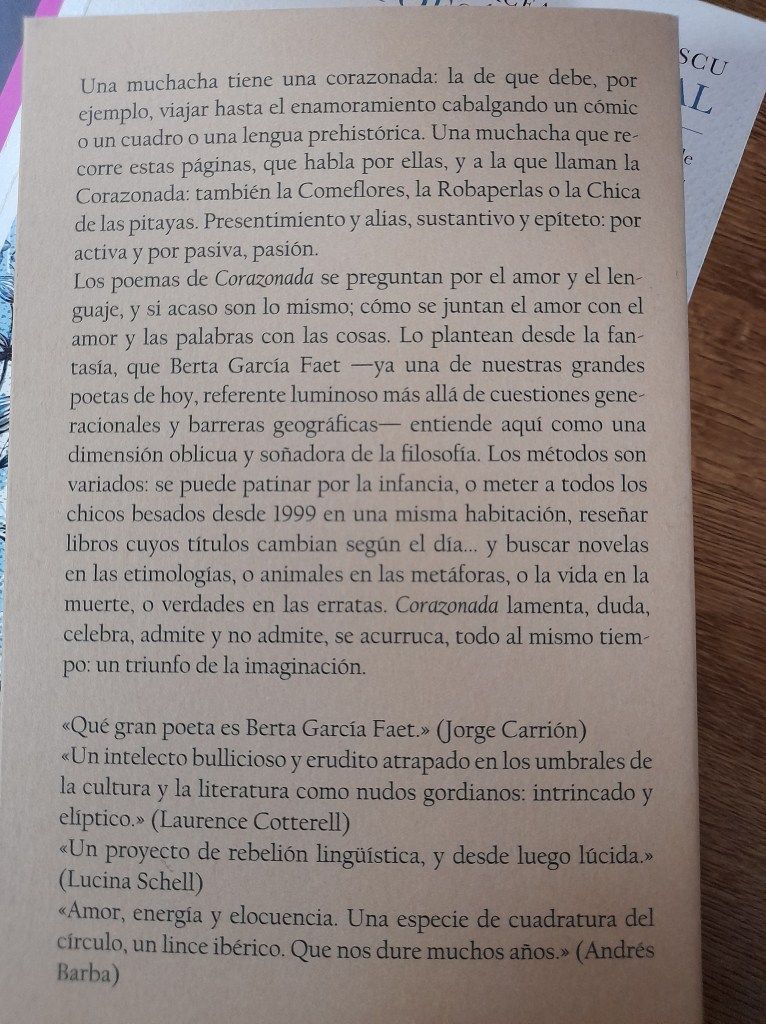 SCU
AL
Una muchacha tiene una corazonada: la de que debe, por
ejemplo, viajar hasta el enamoramiento cabalgando un cómic
o un cuadro o una lengua prehistórica. Una muchacha que re-
corre estas páginas, que habla por ellas, y a la que llaman la
Corazonada: también la Comeflores, la Robaperlas o la Chica
de las pitayas. Presentimiento y alias, sustantivo y epíteto: por
activa y por pasiva, pasión.
Los poemas de Corazonada se preguntan por el amor y el len-
guaje, y si acaso son lo mismo; cómo se juntan el amor con el
amor y las palabras con las cosas. Lo plantean desde la fan-
tasía, que Berta García Faet —ya una de nuestras grandes
poetas de hoy, referente luminoso más allá de cuestiones gene-
racionales y barreras geográficas— entiende aquí como una
dimensión oblicua y soñadora de la filosofía. Los métodos son
variados: se puede patinar por la infancia, o meter a todos los
chicos besados desde 1999 en una misma habitación, reseñar
libros cuyos títulos cambian según el día... y buscar novelas
en las etimologías, o animales en las metáforas, o la vida en la
muerte, o verdades en las erratas. Corazonada lamenta, duda,
celebra, admite y no admite, se acurruca, todo al mismo tiem-
po: un triunfo de la imaginación.
«Qué gran poeta es Berta García Faet.» (Jorge Carrión)
«Un intelecto bullicioso y erudito atrapado en los umbrales de
la cultura y la literatura como nudos gordianos: intrincado y
elíptico.» (Laurence Cotterell)
«Un proyecto de rebelión lingüística, y desde luego lúcida.»
(Lucina Schell)
«Amor, energía y elocuencia. Una especie de cuadratura del
círculo, un lince ibérico. Que nos dure muchos años.» (Andrés
Barba)